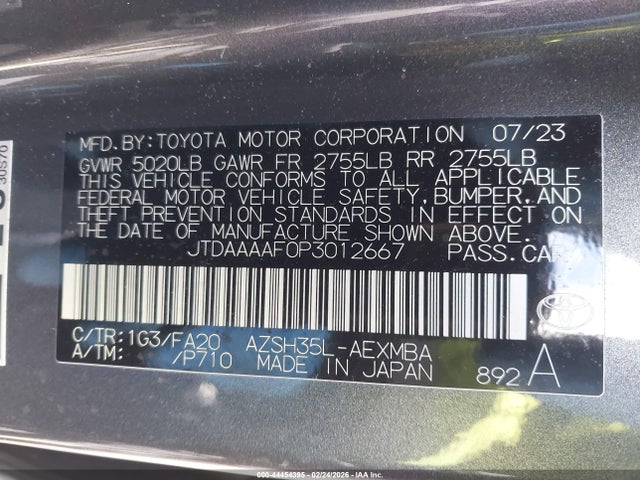 30S70
MFD.BY:TOYOTA MOTOR CORPORATION 07/23
GVWR 5020LB GAWR FR 2755LB RR 2755LB
THIS VEHICLE CONFORMS TO ALL APPLICABLE
FEDERAL MOTOR VEHICLE SAFETY,BUMPER,AND
THEFT PREVENTION STANDARDS IN EFFECT ON
THE DATE OF MANUFACTURE SHOWN ABOVE.
JTDAAAAF0P3012667 PASS.CAR
C/TR:1G3/FA20 AZSH35L-AEXMBA
A/TM: /P710 MADE IN JAPAN 892 A
000-44454395 - 02/24/2026 - IAA Inc.